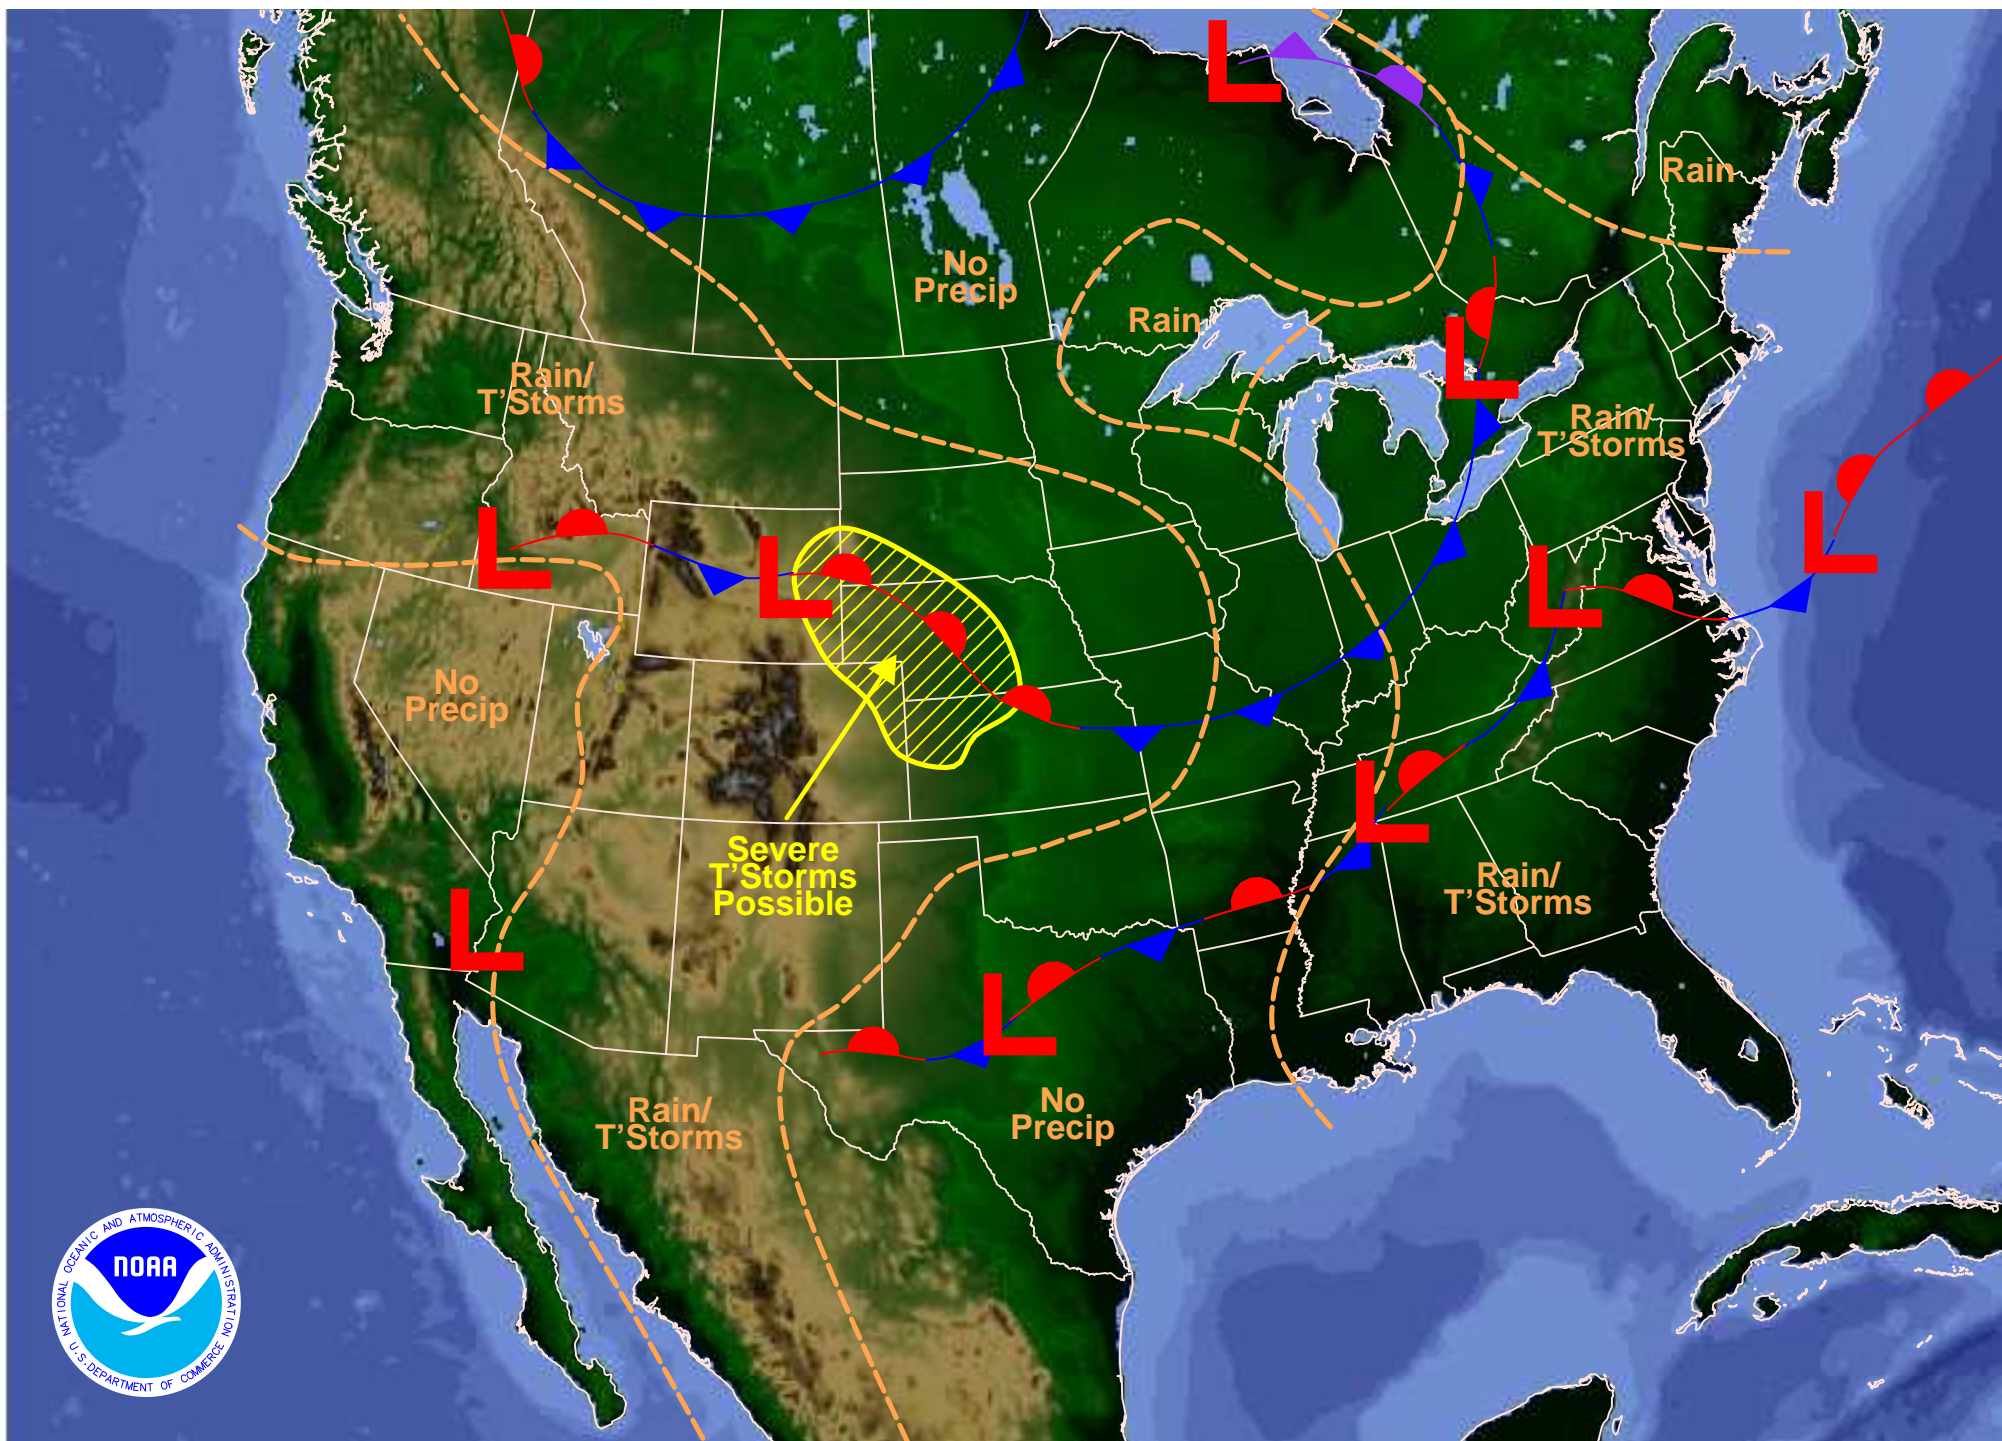 L
Rain
No
Precip
Rain
L
Rain/
T'Storms
Rain/
T'Storms
L
L
L
L
L
No
Precip
L
Severe
T'Storms
Possible
Rain/
T'Storms
L
L
Rain/
T'Storms
No
Precip
NATIONAL OCEANIC AND ATMOSPHERIC ADMINISTRATION
NOAA
U.S. DEPARTMENT OF COMMERCE